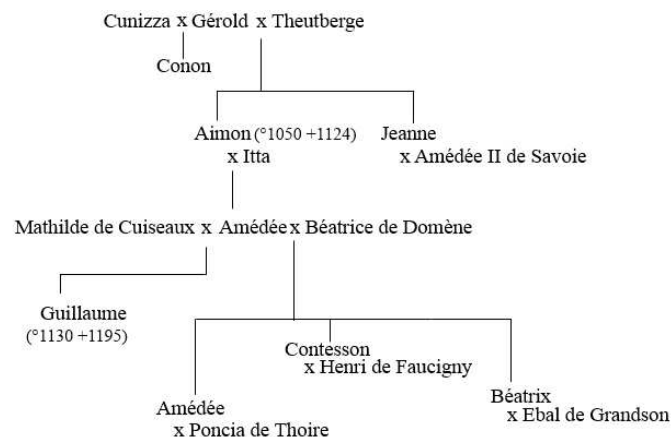 Cunizza x Gérold x Theutberge
Conon
Aimon (°1050 +1124) Jeanne
x Itta x Amédée II de Savoie
Mathilde de Cuiseaux x Amédée x Béatrice de Domène
Guillaume
(°1130 +1195)
Contesson
x Henri de Faucigny
Béatrix
x Ebal de Grandson
Amédée
x Poncia de Thoire